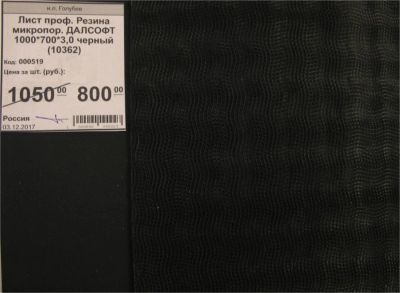 и.п. Голубев
Лист проф. Резина
микропор. ДАЛСОФТ
1000*700*3,0 черный
(10362)
Код: 000519
Цена за шт. (руб.):
1050 00 800 00
Россия
03.12.2017